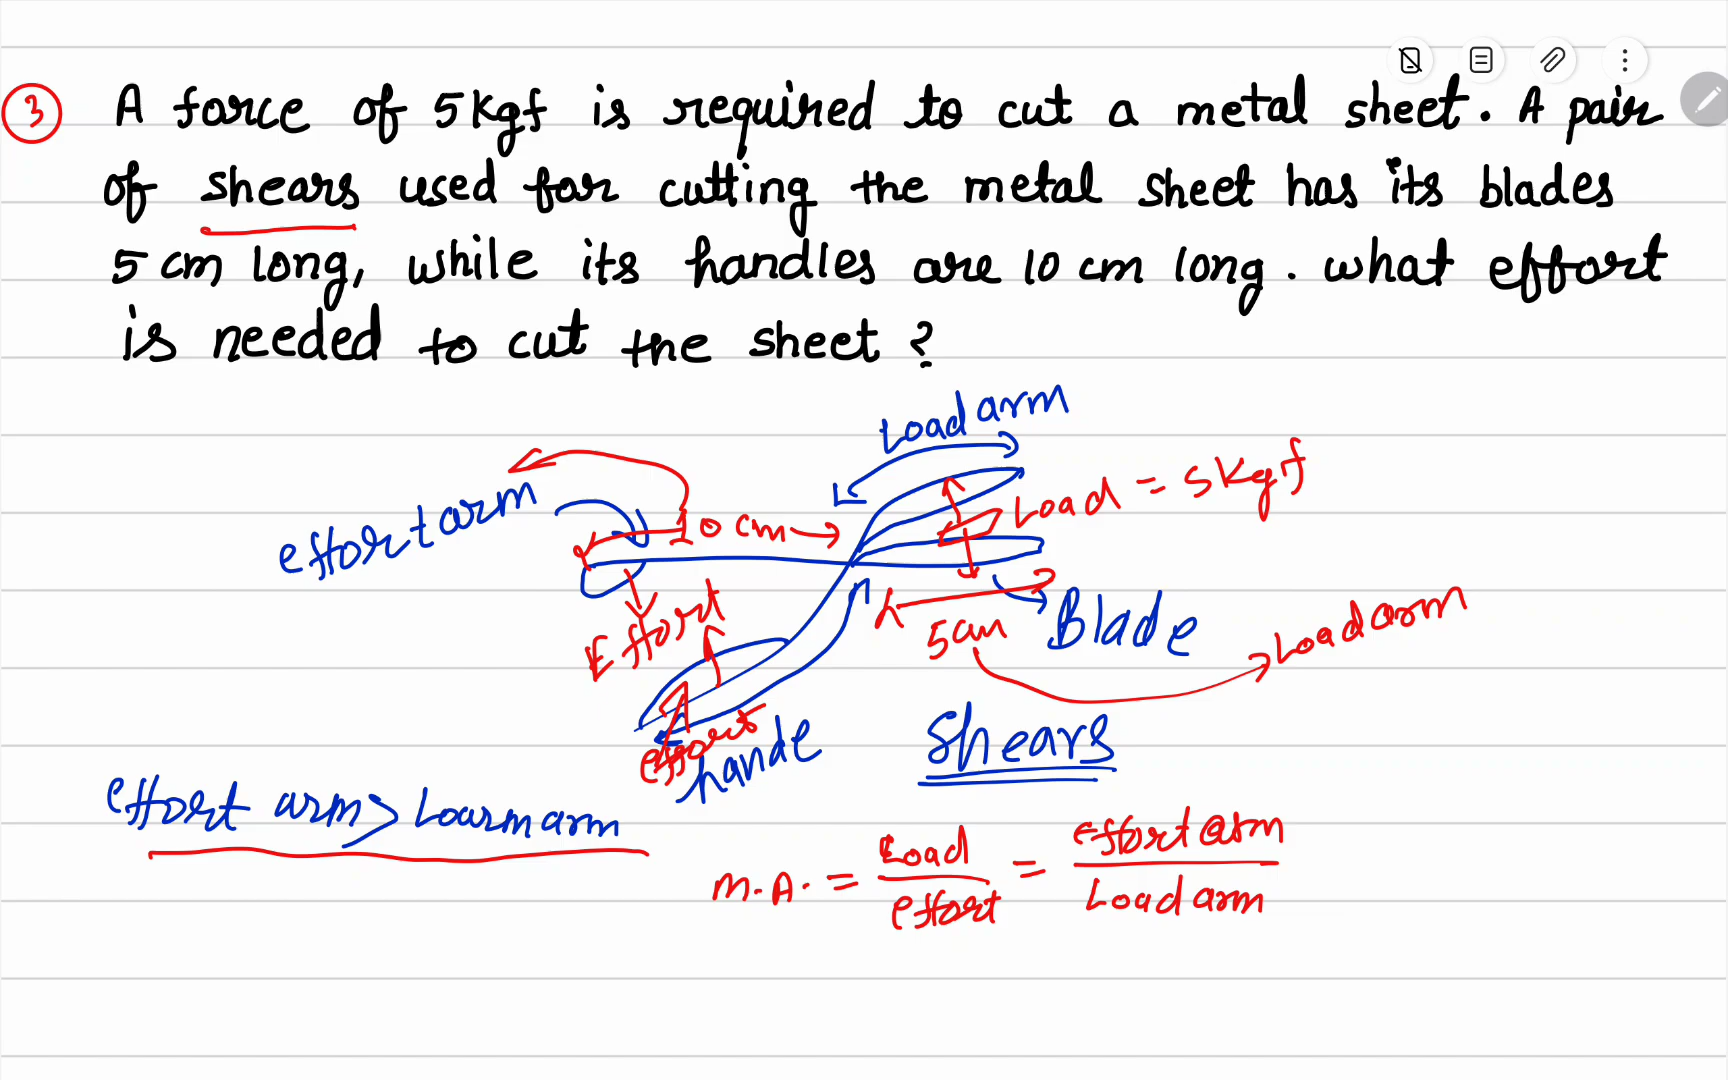 3 A force of 5kgf is required to cut a metal sheet. A pair
of shears used for cutting the metal sheet has its blades
5 cm long, while its handles are 10 cm long. what effort
is needed to cut the sheet?
Load arm
Load = 5kgf
effort arm
10 cm
Effort
5cm
Blade
Load arm
effort
hande
Shears
effort arm > Loarm arm
M.A. = Load / effort = Effort arm / Load arm